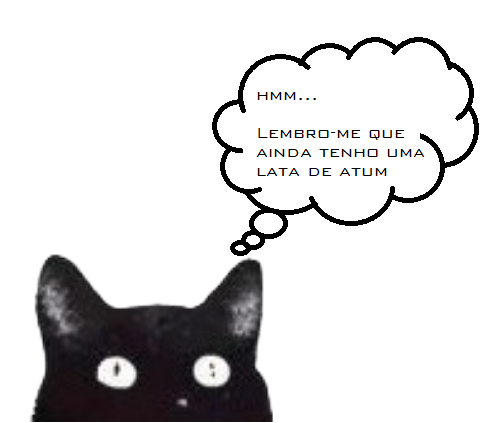 HMM...
LEMBRO-ME QUE
AINDA TENHO UMA
LATA DE ATUM